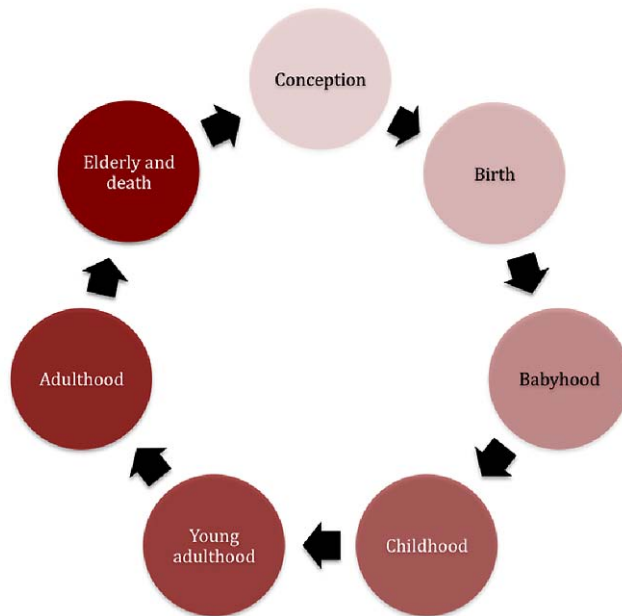 Conception
Birth
Babyhood
Childhood
Young
adulthood
Adulthood
Elderly and
death